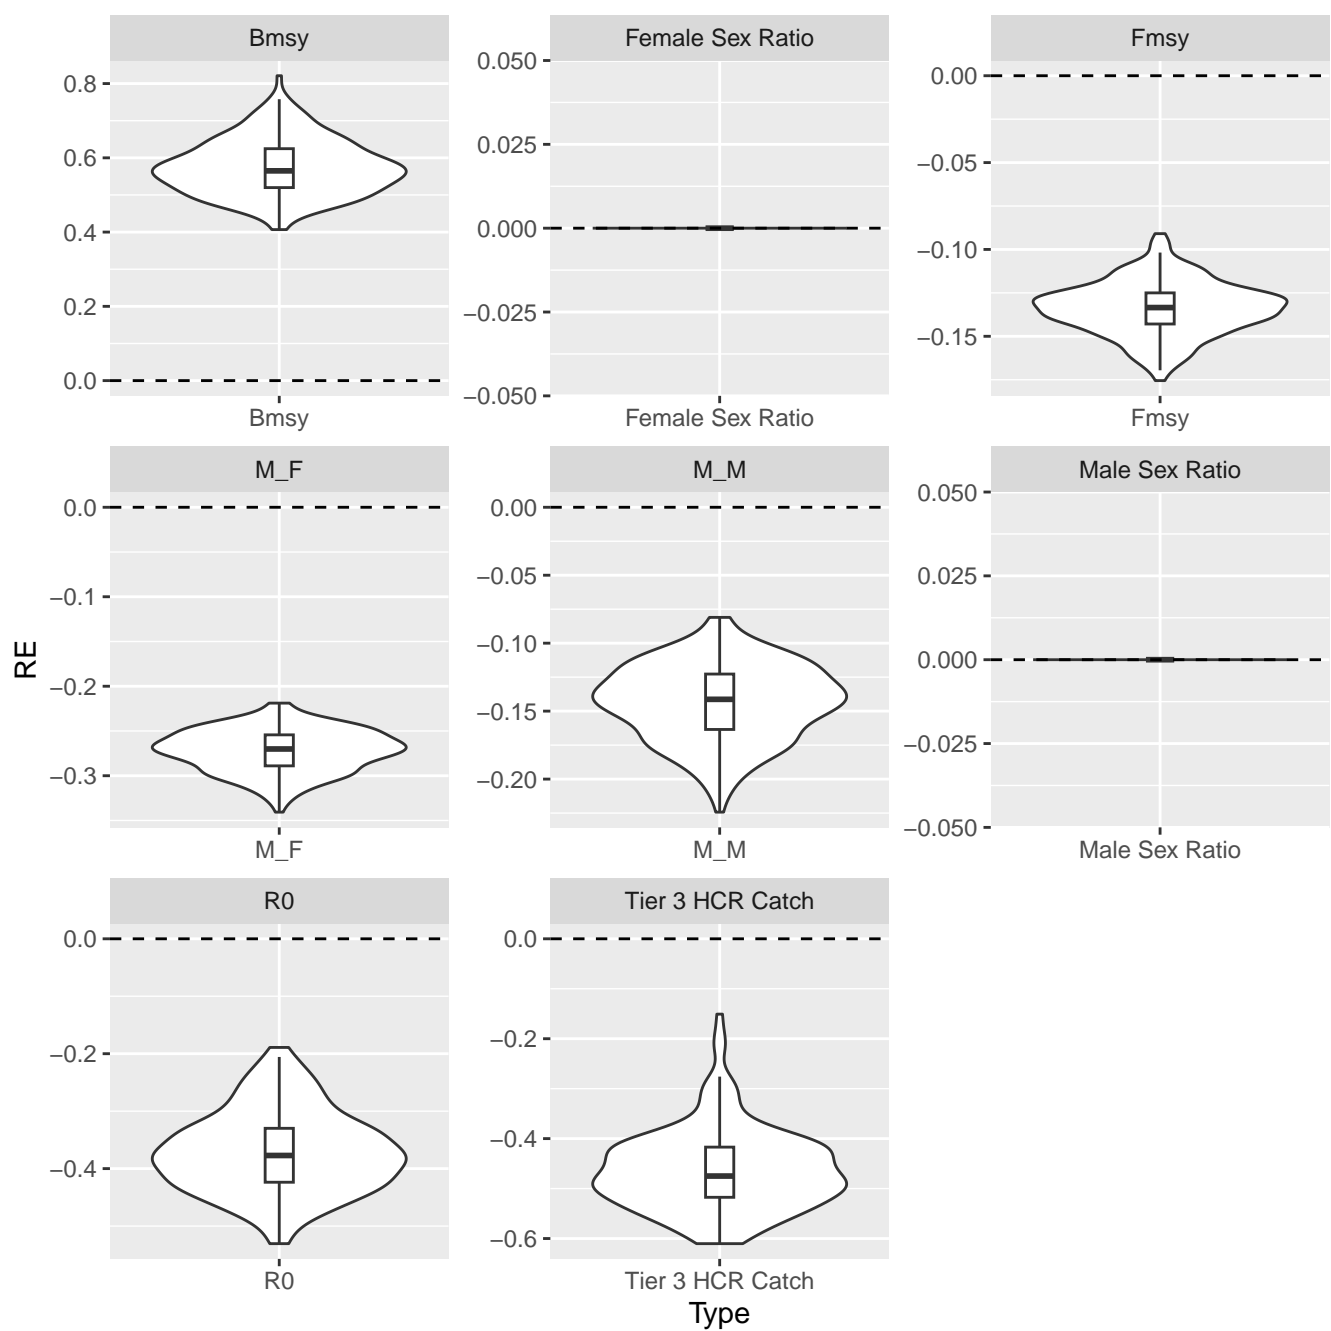 Bmsy
Female Sex Ratio
Fmsy
0.8
0.6
0.4
0.2
0.0
0.050
0.025
0.000
−0.025
−0.050
0.00
−0.05
−0.10
−0.15
Bmsy
Female Sex Ratio
Fmsy
M_F
M_M
Male Sex Ratio
0.0
−0.1
−0.2
−0.3
0.00
−0.05
−0.10
−0.15
−0.20
0.050
0.025
0.000
−0.025
−0.050
M_F
M_M
Male Sex Ratio
RE
R0
Tier 3 HCR Catch
0.0
−0.2
−0.4
0.0
−0.2
−0.4
−0.6
R0
Tier 3 HCR Catch
Type